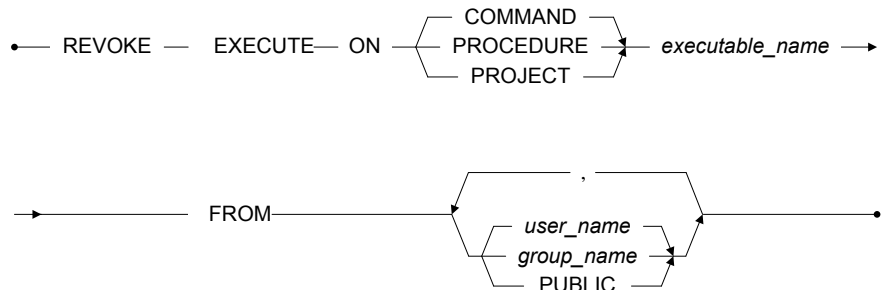 COMMAND
REVOKE EXECUTE ON PROCEDURE executable_name
PROJECT
,
FROM user_name
group_name
PUBLIC